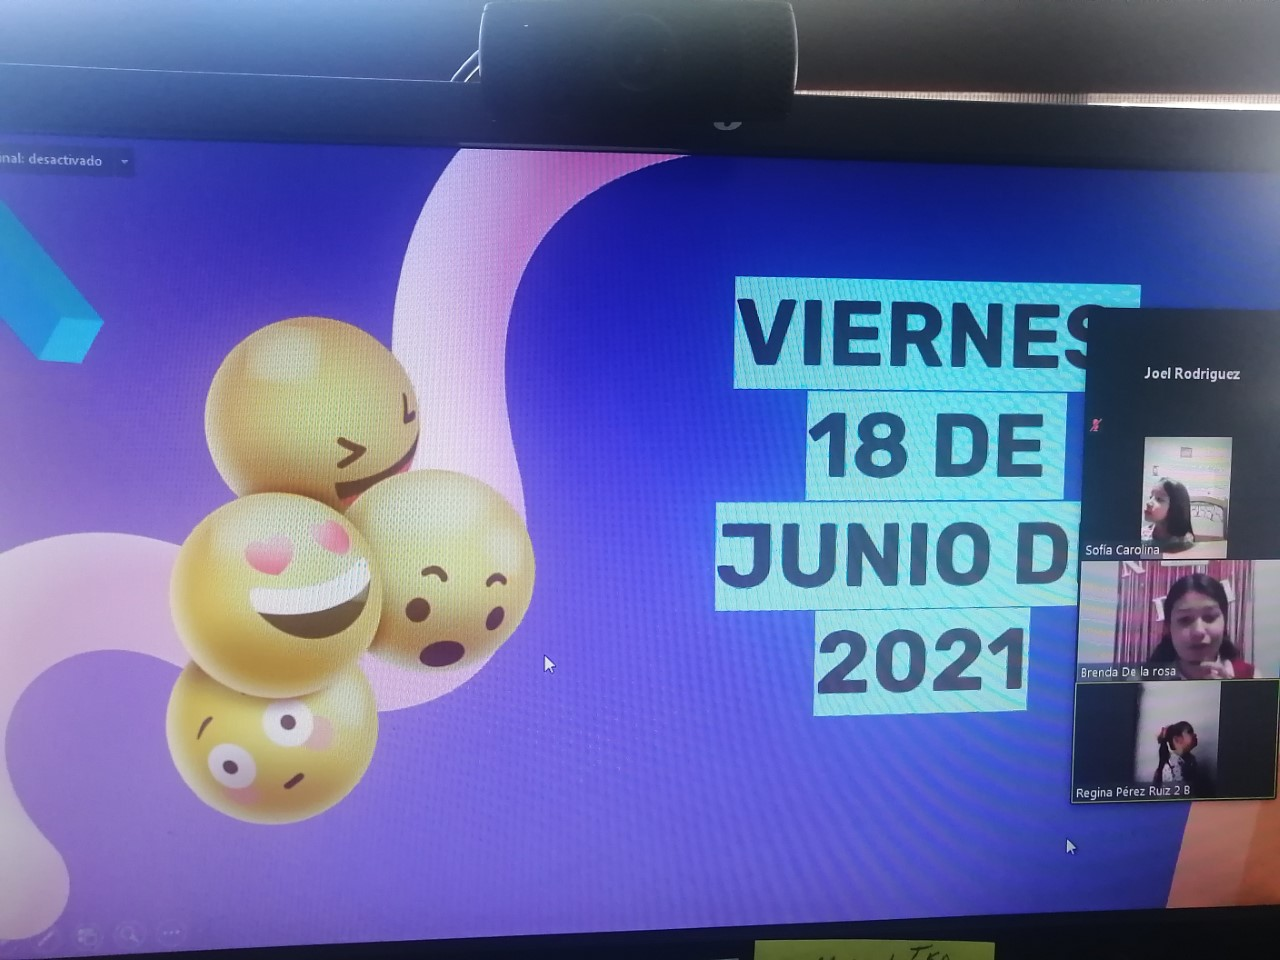 nal: desactivado
VIERNES
18 DE
JUNIO D
2021
Joel Rodriguez
Sofía Carolina
Brenda De la rosa
Regina Pérez Ruiz 2 B